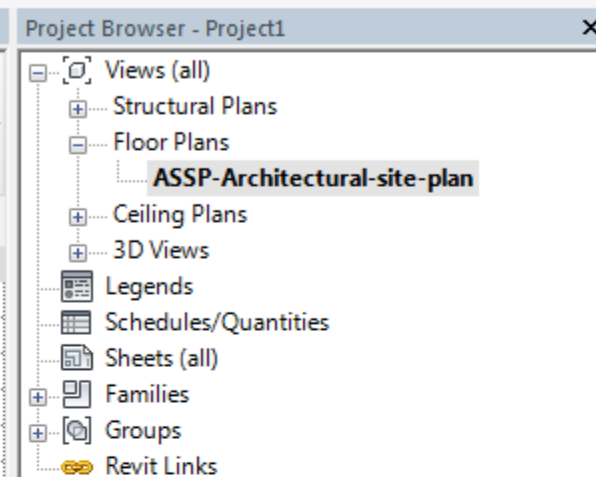 Project Browser - Project1
Views (all)
Structural Plans
Floor Plans
ASSP-Architectural-site-plan
Ceiling Plans
3D Views
Legends
Schedules/Quantities
Sheets (all)
Families
Groups
Revit Links